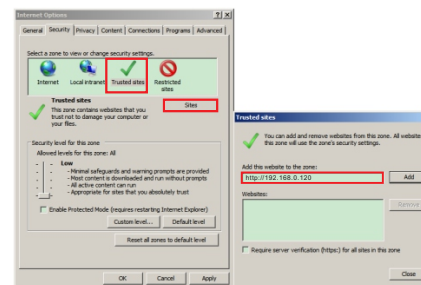 Internet Options
General Security Privacy Content Connections Programs Advanced
Select a zone to view or change security settings.
Internet Local intranet Trusted sites Restricted sites
Trusted sites
This zone contains websites that you
trust not to damage your computer or
your files.
Sites
Security level for this zone
Allowed levels for this zone: All
Low
- Minimal safeguards and warning prompts are provided
- Most content is downloaded and run without prompts
- All active content can run
- Appropriate for sites that you absolutely trust
Enable Protected Mode (requires restarting Internet Explorer)
Custom level... Default level
Reset all zones to default level
OK Cancel Apply
Trusted sites
You can add and remove websites from this zone. All websites
this zone will use the zone's security settings.
Add this website to the zone:
http://192.168.0.120 Add
Websites:
Remove
Require server verification (https:) for all sites in this zone
Close